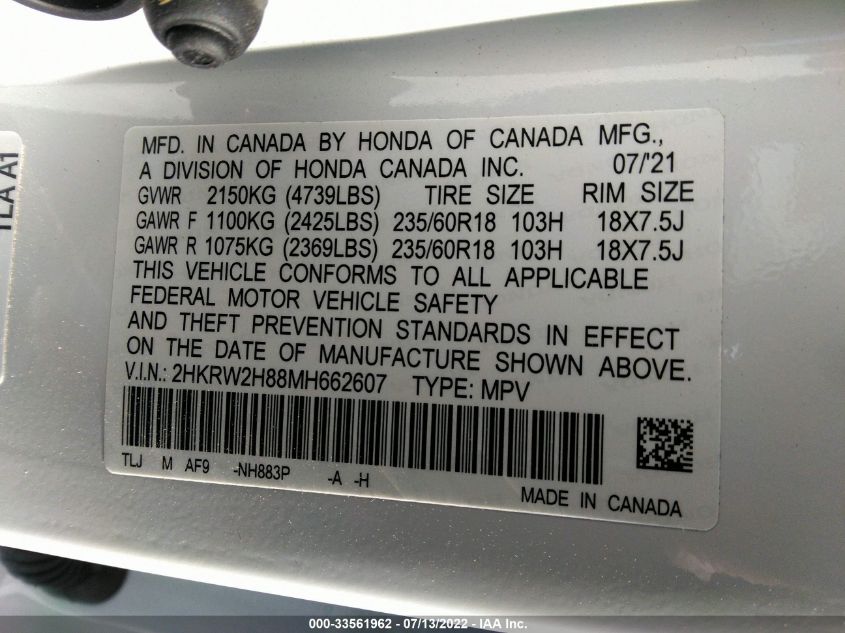 TLA A1
MFD. IN CANADA BY HONDA OF CANADA MFG.,
A DIVISION OF HONDA CANADA INC. 07/'21
GVWR 2150KG (4739LBS) TIRE SIZE RIM SIZE
GAWR F 1100KG (2425LBS) 235/60R18 103H 18X7.5J
GAWR R 1075KG (2369LBS) 235/60R18 103H 18X7.5J
THIS VEHICLE CONFORMS TO ALL APPLICABLE
FEDERAL MOTOR VEHICLE SAFETY
AND THEFT PREVENTION STANDARDS IN EFFECT
ON THE DATE OF MANUFACTURE SHOWN ABOVE.
V.I.N.: 2HKRW2H88MH662607 TYPE: MPV
TLJ M AF9 -NH883P -A -H
MADE IN CANADA
000-33561962 - 07/13/2022 - IAA Inc.